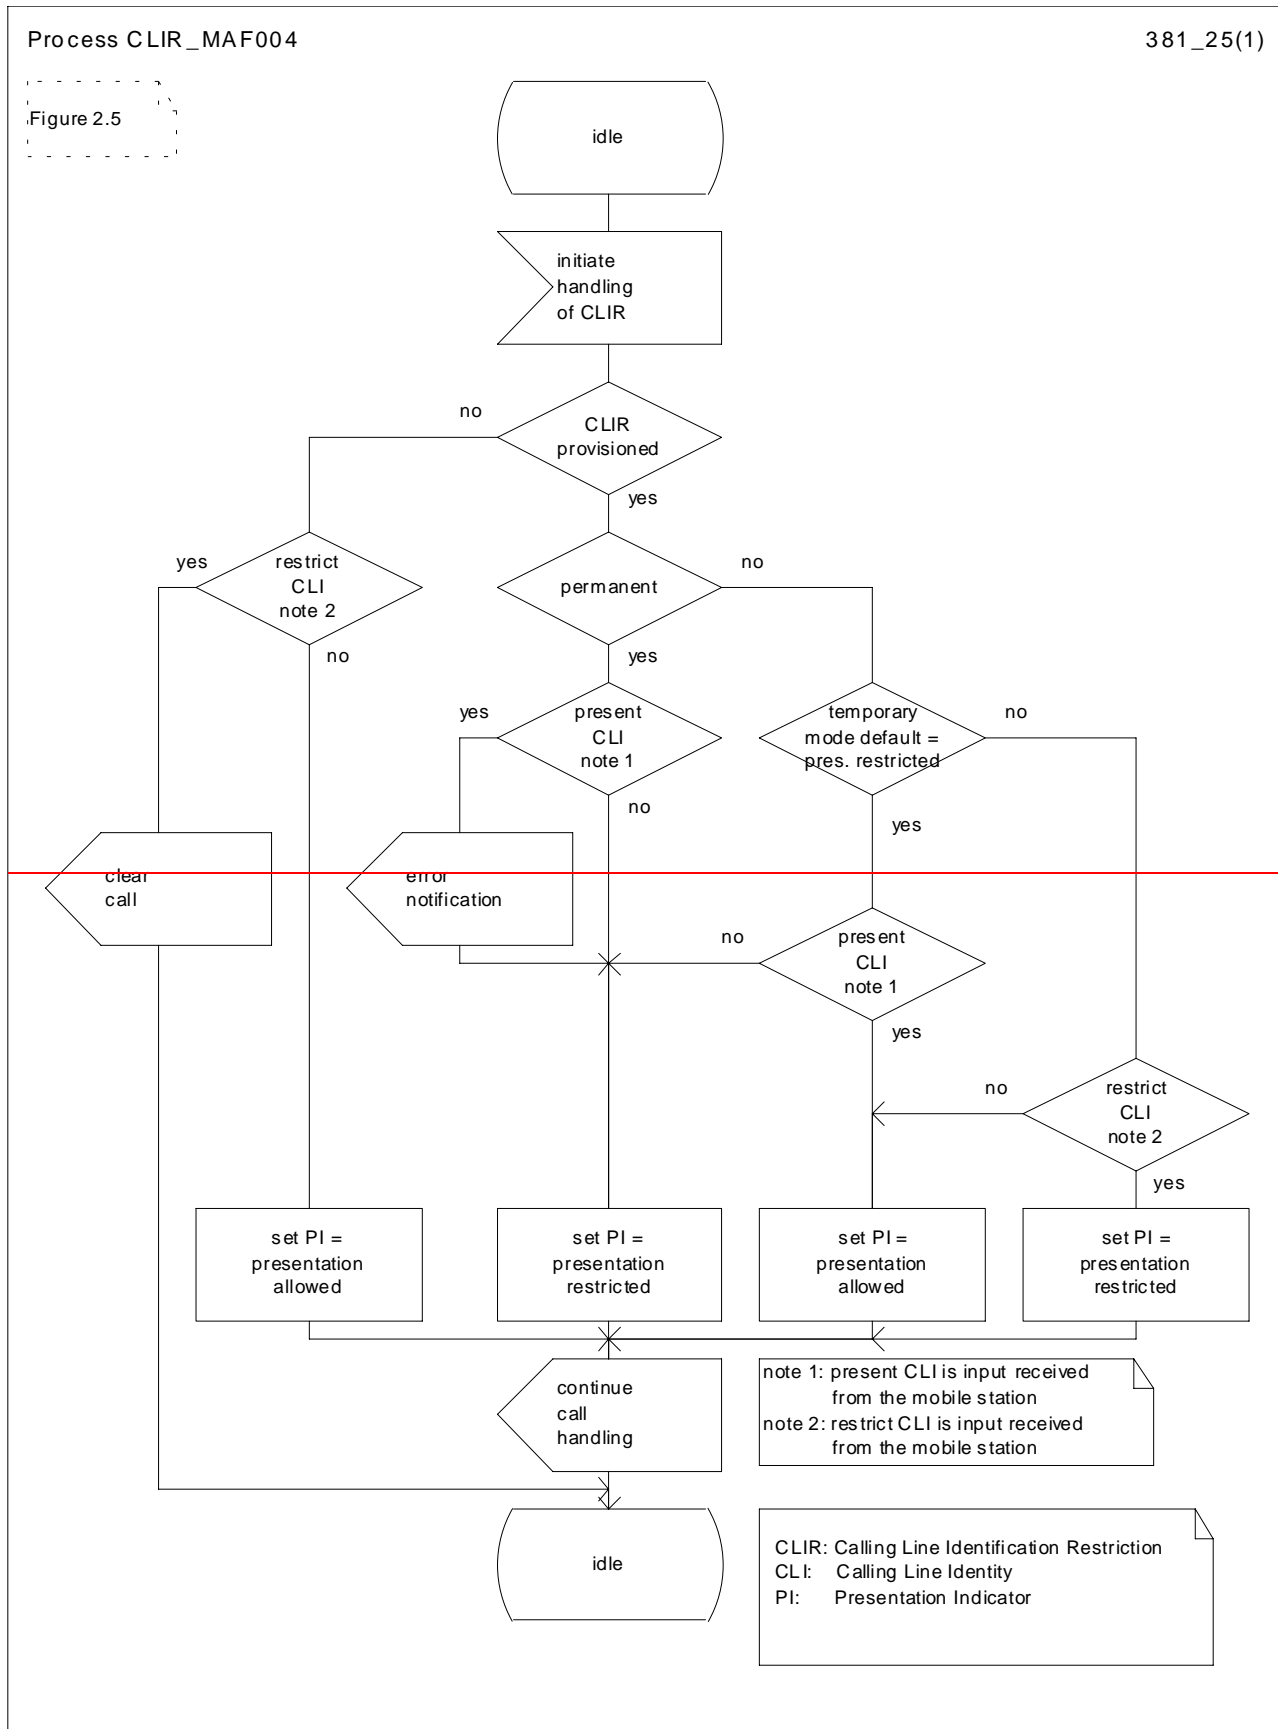 Process CLIR_MAF004
381_25(1)
Figure 2.5
idle
initiate
handling
of CLIR
no
CLIR
provisioned
yes
yes
restrict
CLI
note 2
no
permanent
no
yes
yes
present
CLI
note 1
no
temporary
mode default =
pres. restricted
no
yes
clear
call
error
notification
no
present
CLI
note 1
yes
no
restrict
CLI
note 2
yes
set PI =
presentation
allowed
set PI =
presentation
restricted
set PI =
presentation
allowed
set PI =
presentation
restricted
continue
call
handling
note 1: present CLI is input received
from the mobile station
note 2: restrict CLI is input received
from the mobile station
idle
CLIR: Calling Line Identification Restriction
CLI: Calling Line Identity
PI: Presentation Indicator